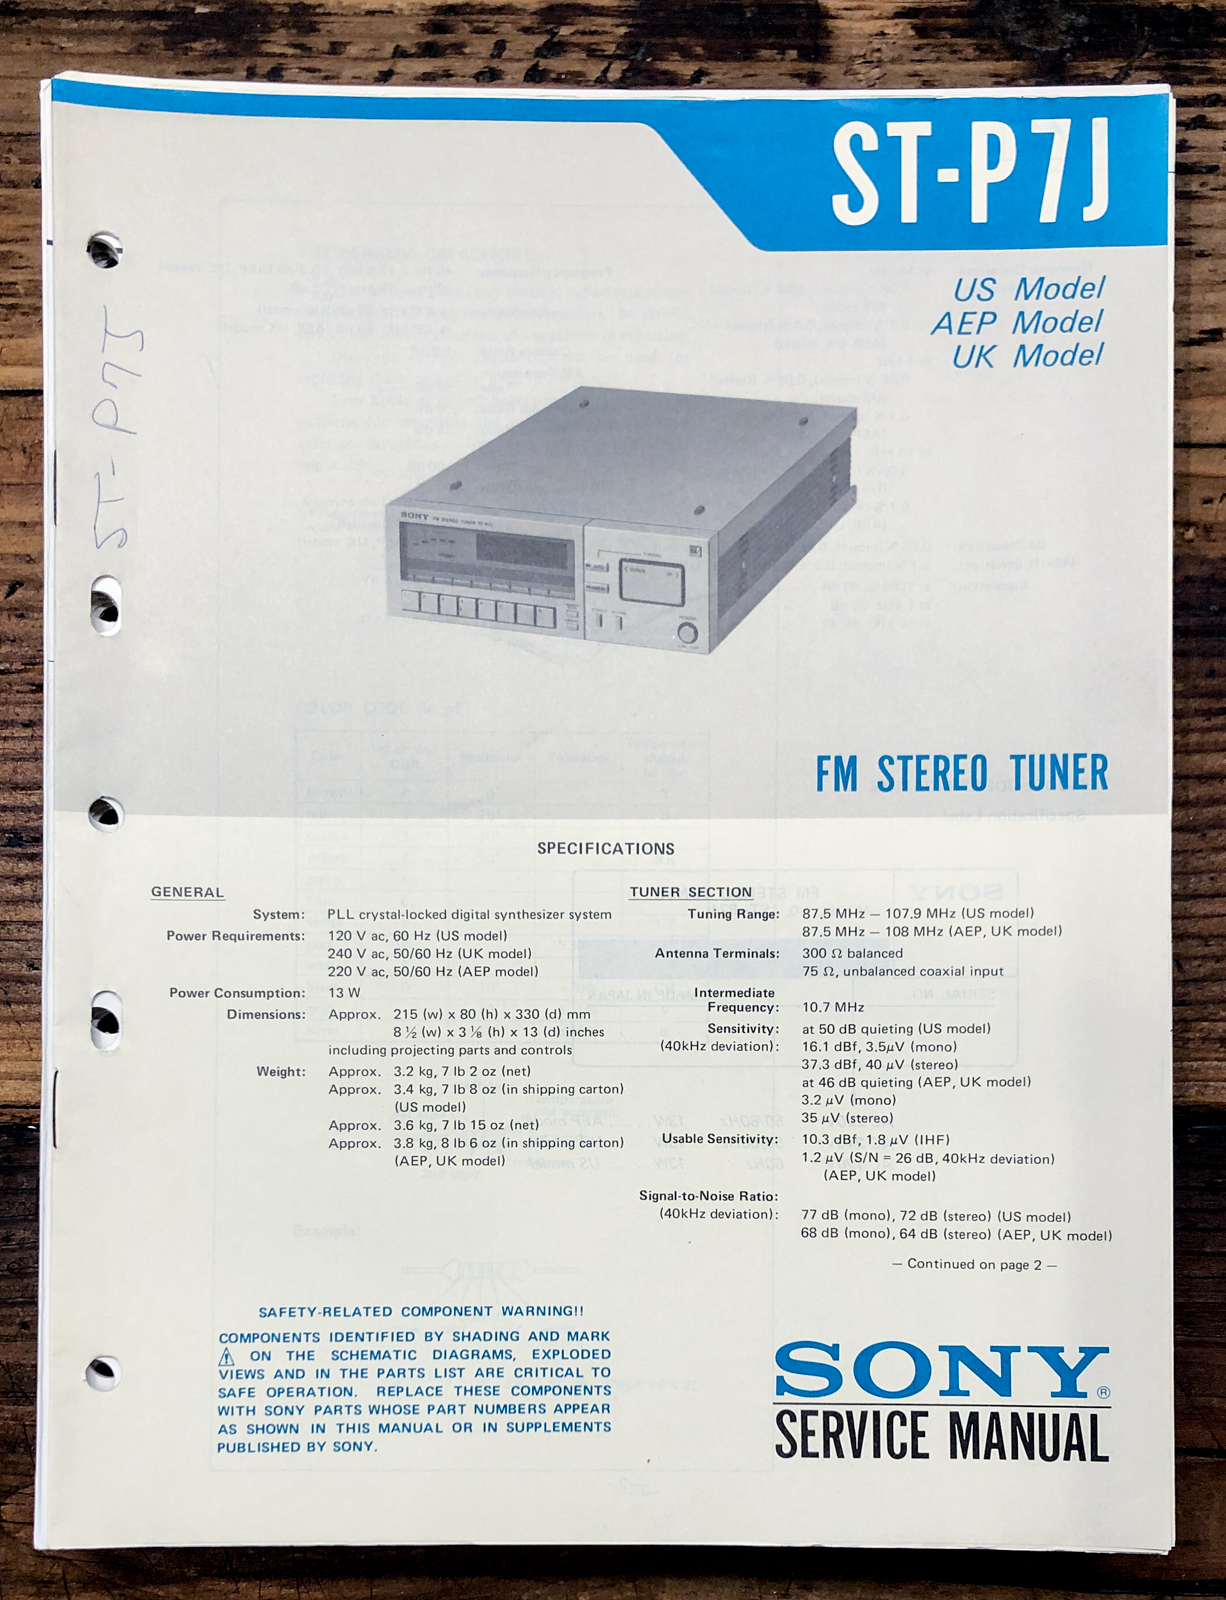 ST-P7J
US Model
AEP Model
UK Model
ST-P7J
SONY FM STEREO TUNER
TUNING
DOWN UP
POWER
FM STEREO TUNER
SPECIFICATIONS
GENERAL
System: PLL crystal-locked digital synthesizer system
Power Requirements: 120 V ac, 60 Hz (US model)
240 V ac, 50/60 Hz (UK model)
220 V ac, 50/60 Hz (AEP model)
Power Consumption: 13 W
Dimensions: Approx. 215 (w) x 80 (h) x 330 (d) mm
8 ½ (w) x 3 ⅛ (h) x 13 (d) inches
including projecting parts and controls
Weight: Approx. 3.2 kg, 7 lb 2 oz (net)
Approx. 3.4 kg, 7 lb 8 oz (in shipping carton)
(US model)
Approx. 3.6 kg, 7 lb 15 oz (net)
Approx. 3.8 kg, 8 lb 6 oz (in shipping carton)
(AEP, UK model)
TUNER SECTION
Tuning Range: 87.5 MHz — 107.9 MHz (US model)
87.5 MHz — 108 MHz (AEP, UK model)
Antenna Terminals: 300 Ω balanced
75 Ω, unbalanced coaxial input
Intermediate
Frequency: 10.7 MHz
Sensitivity: at 50 dB quieting (US model)
(40kHz deviation): 16.1 dBf, 3.5μV (mono)
37.3 dBf, 40 μV (stereo)
at 46 dB quieting (AEP, UK model)
3.2 μV (mono)
35 μV (stereo)
Usable Sensitivity: 10.3 dBf, 1.8 μV (IHF)
1.2 μV (S/N = 26 dB, 40kHz deviation)
(AEP, UK model)
Signal-to-Noise Ratio:
(40kHz deviation): 77 dB (mono), 72 dB (stereo) (US model)
68 dB (mono), 64 dB (stereo) (AEP, UK model)
— Continued on page 2 —
SAFETY-RELATED COMPONENT WARNING!!
COMPONENTS IDENTIFIED BY SHADING AND MARK
⚠ ON THE SCHEMATIC DIAGRAMS, EXPLODED
VIEWS AND IN THE PARTS LIST ARE CRITICAL TO
SAFE OPERATION. REPLACE THESE COMPONENTS
WITH SONY PARTS WHOSE PART NUMBERS APPEAR
AS SHOWN IN THIS MANUAL OR IN SUPPLEMENTS
PUBLISHED BY SONY.
SONY®
SERVICE MANUAL